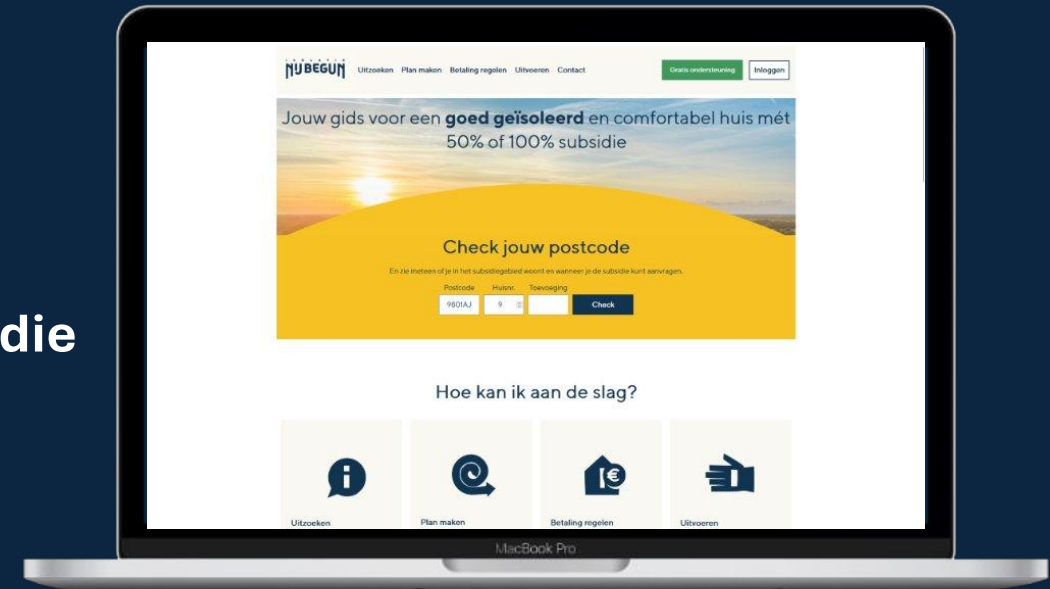 ISOLATIE
NIJBEGUN
Uitzoeken Plan maken Betaling regelen Uitvoeren Contact
Gratis ondersteuning
Inloggen
Jouw gids voor een goed geïsoleerd en comfortabel huis mét
50% of 100% subsidie
Check jouw postcode
En zie meteen of je in het subsidiegebied woont en wanneer je de subsidie kunt aanvragen.
Postcode Huisnr. Toevoeging
9801AJ 9 Check
die
Hoe kan ik aan de slag?
Uitzoeken Plan maken Betaling regelen Uitvoeren
MacBook Pro